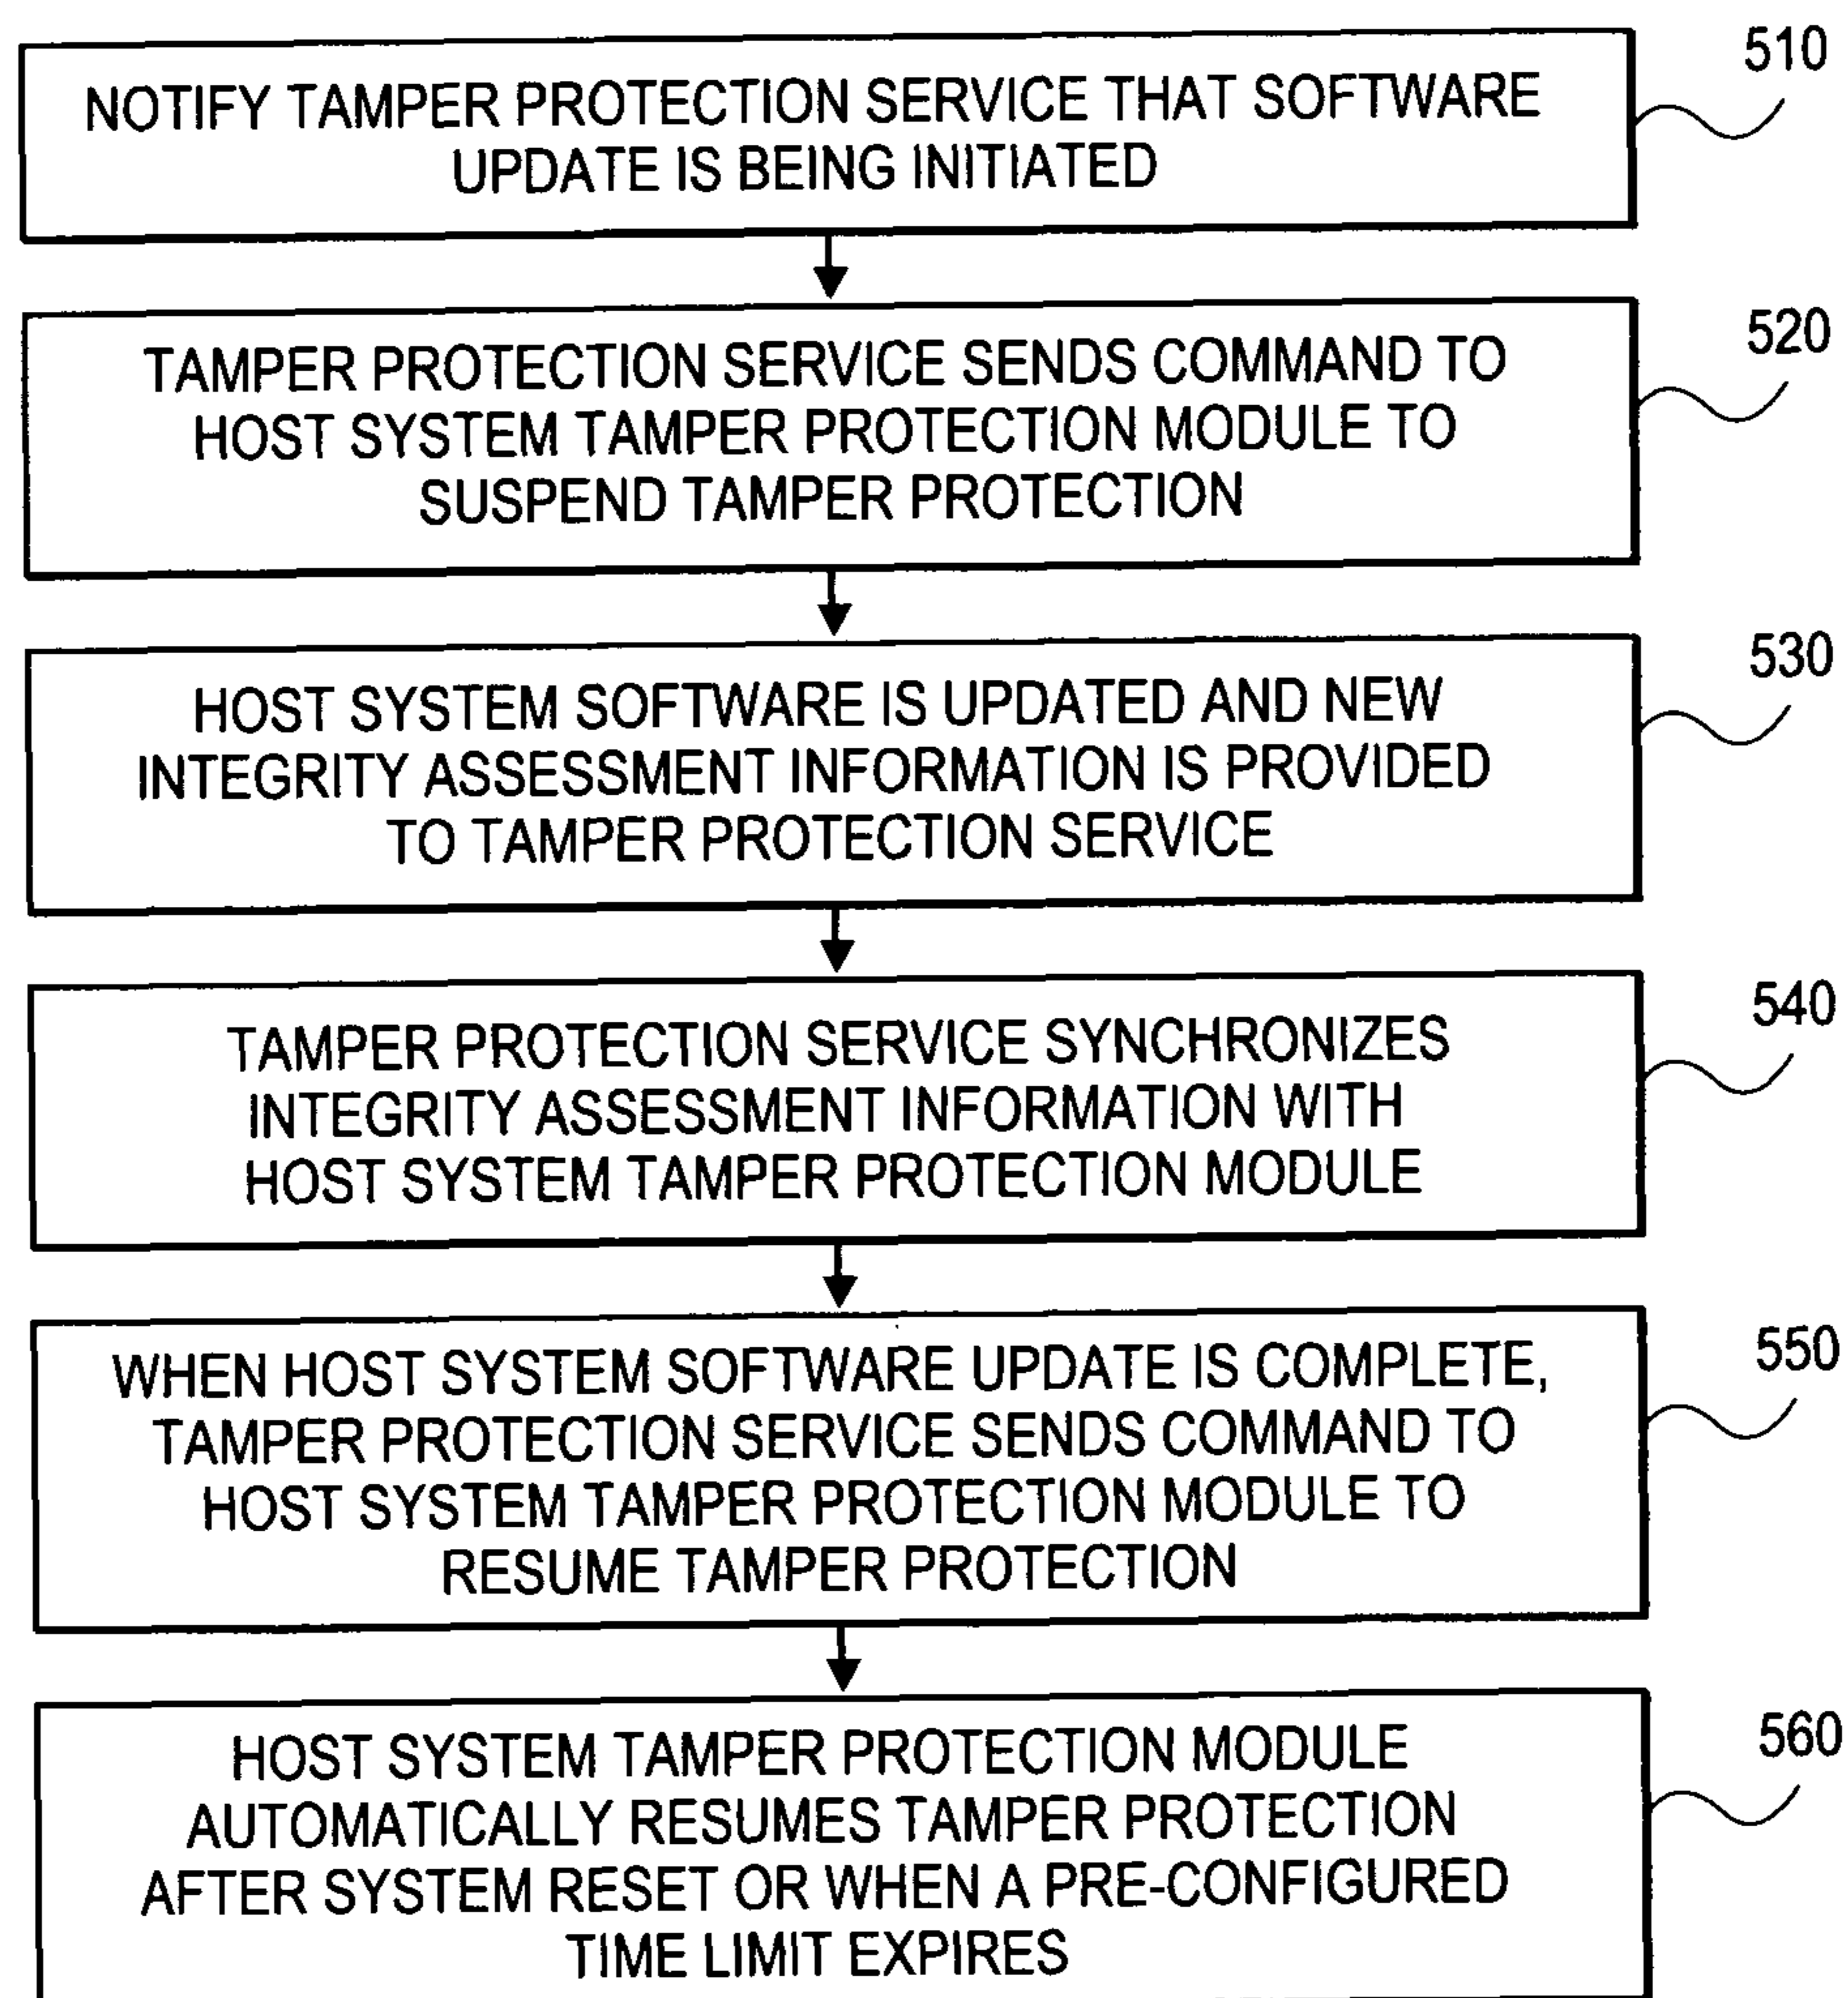 510
NOTIFY TAMPER PROTECTION SERVICE THAT SOFTWARE
UPDATE IS BEING INITIATED
520
TAMPER PROTECTION SERVICE SENDS COMMAND TO
HOST SYSTEM TAMPER PROTECTION MODULE TO
SUSPEND TAMPER PROTECTION
530
HOST SYSTEM SOFTWARE IS UPDATED AND NEW
INTEGRITY ASSESSMENT INFORMATION IS PROVIDED
TO TAMPER PROTECTION SERVICE
540
TAMPER PROTECTION SERVICE SYNCHRONIZES
INTEGRITY ASSESSMENT INFORMATION WITH
HOST SYSTEM TAMPER PROTECTION MODULE
550
WHEN HOST SYSTEM SOFTWARE UPDATE IS COMPLETE,
TAMPER PROTECTION SERVICE SENDS COMMAND TO
HOST SYSTEM TAMPER PROTECTION MODULE TO
RESUME TAMPER PROTECTION
560
HOST SYSTEM TAMPER PROTECTION MODULE
AUTOMATICALLY RESUMES TAMPER PROTECTION
AFTER SYSTEM RESET OR WHEN A PRE-CONFIGURED
TIME LIMIT EXPIRES